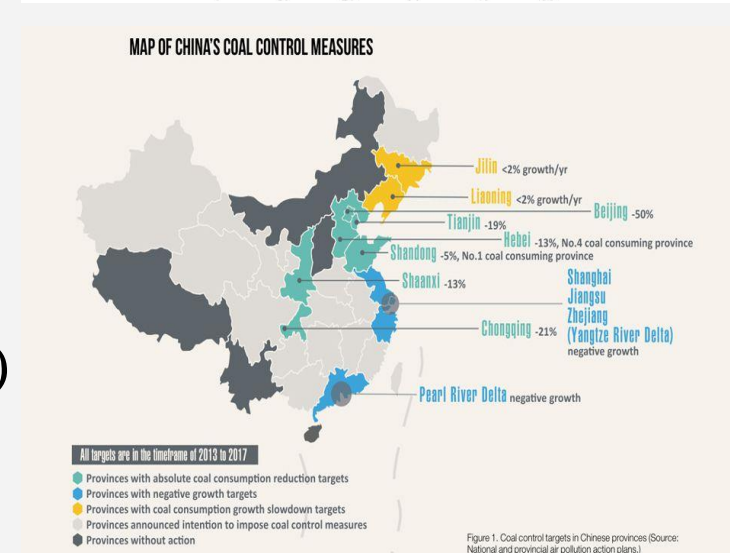 MAP OF CHINA'S COAL CONTROL MEASURES
Jilin <2% growth/yr
Liaoning <2% growth/yr
Beijing -50%
Tianjin -19%
Hebei -13%, No.4 coal consuming province
Shandong -5%, No.1 coal consuming province
Shaanxi -13%
Shanghai
Jiangsu
Zhejiang
(Yangtze River Delta)
negative growth
Chongqing -21%
Pearl River Delta negative growth
)
All targets are in the timeframe of 2013 to 2017
Provinces with absolute coal consumption reduction targets
Provinces with negative growth targets
Provinces with coal consumption growth slowdown targets
Provinces announced intention to impose coal control measures
Provinces without action
Figure 1. Coal control targets in Chinese provinces (Source:
National and provincial air pollution action plans.)